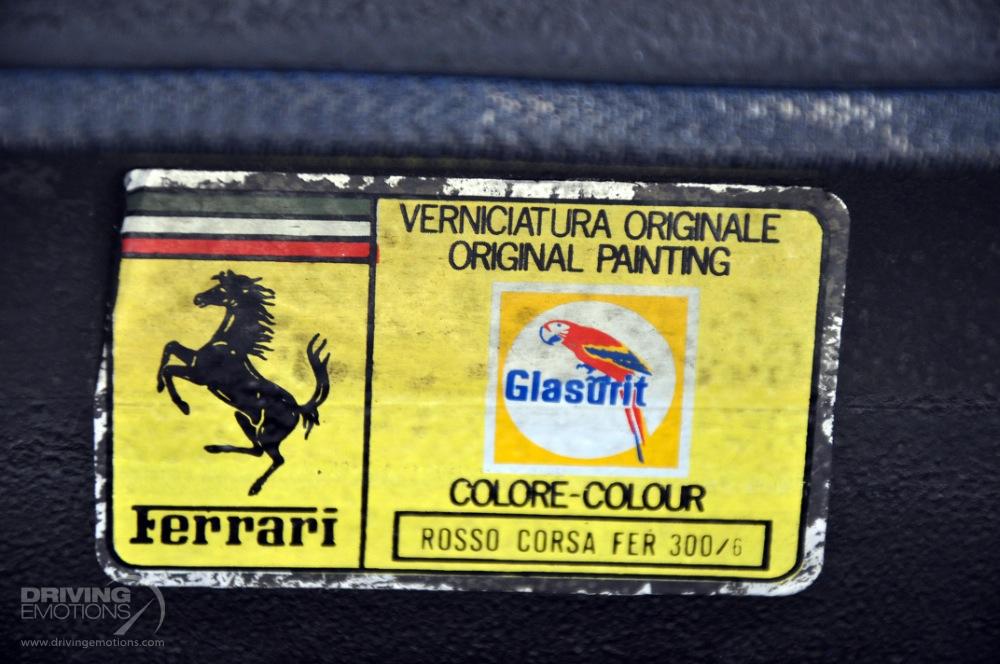 VERNICIATURA ORIGINALE
ORIGINAL PAINTING
Glasurit
COLORE-COLOUR
ROSSO CORSA FER 300/6
Ferrari
DRIVING
EMOTIONS
www.drivingemotions.com